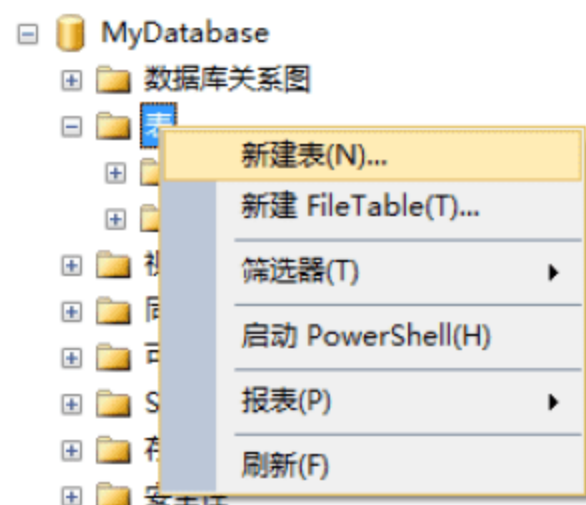 MyDatabase
数据库关系图
表
新建表(N)...
新建 FileTable(T)...
筛选器(T)
启动 PowerShell(H)
报表(P)
刷新(F)